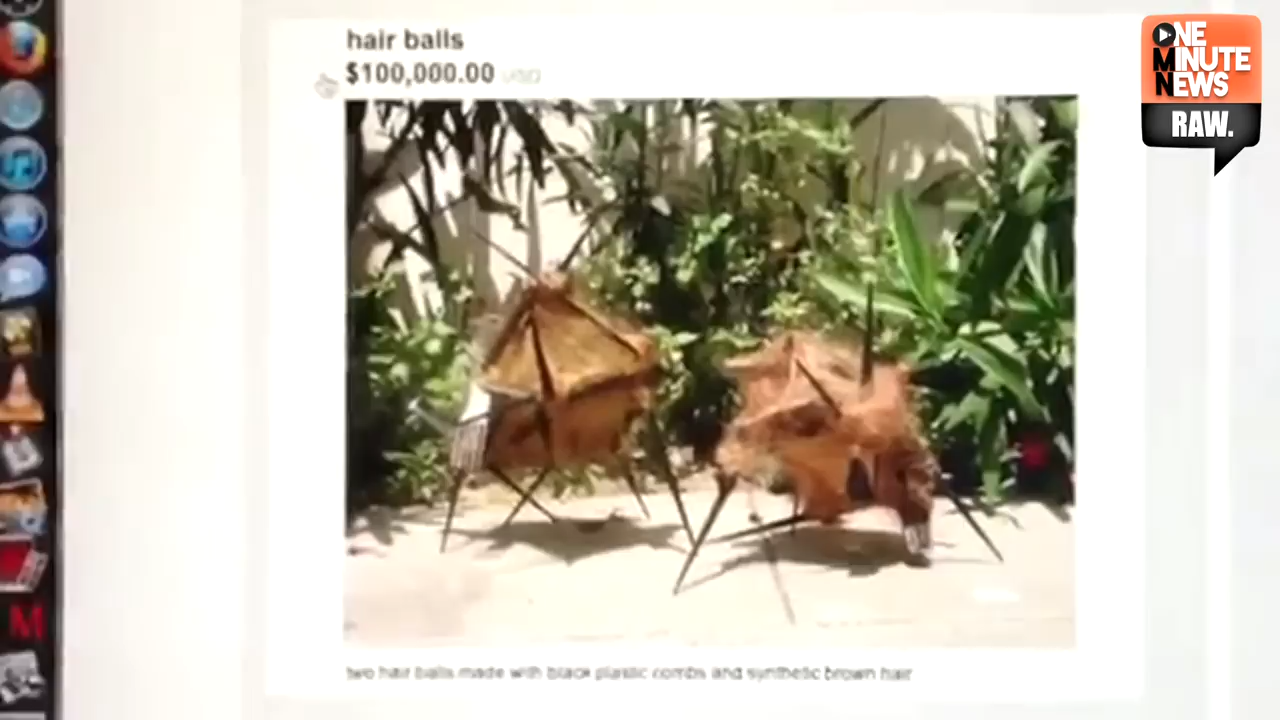 hair balls
$100,000.00 USD
two hair balls made with black plastic combs and synthetic brown hair
ONE
MINUTE
NEWS
RAW.
M